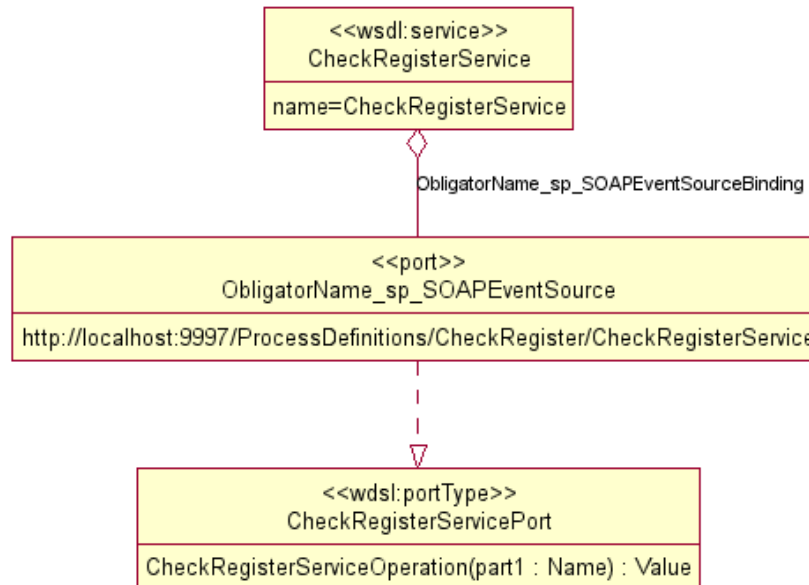 <<wsdl:service>>
CheckRegisterService
name=CheckRegisterService
ObligatorName_sp_SOAPEventSourceBinding
<<port>>
ObligatorName_sp_SOAPEventSource
http://localhost:9997/ProcessDefinitions/CheckRegister/CheckRegisterService
<<wdsl:portType>>
CheckRegisterServicePort
CheckRegisterServiceOperation(part1 : Name) : Value